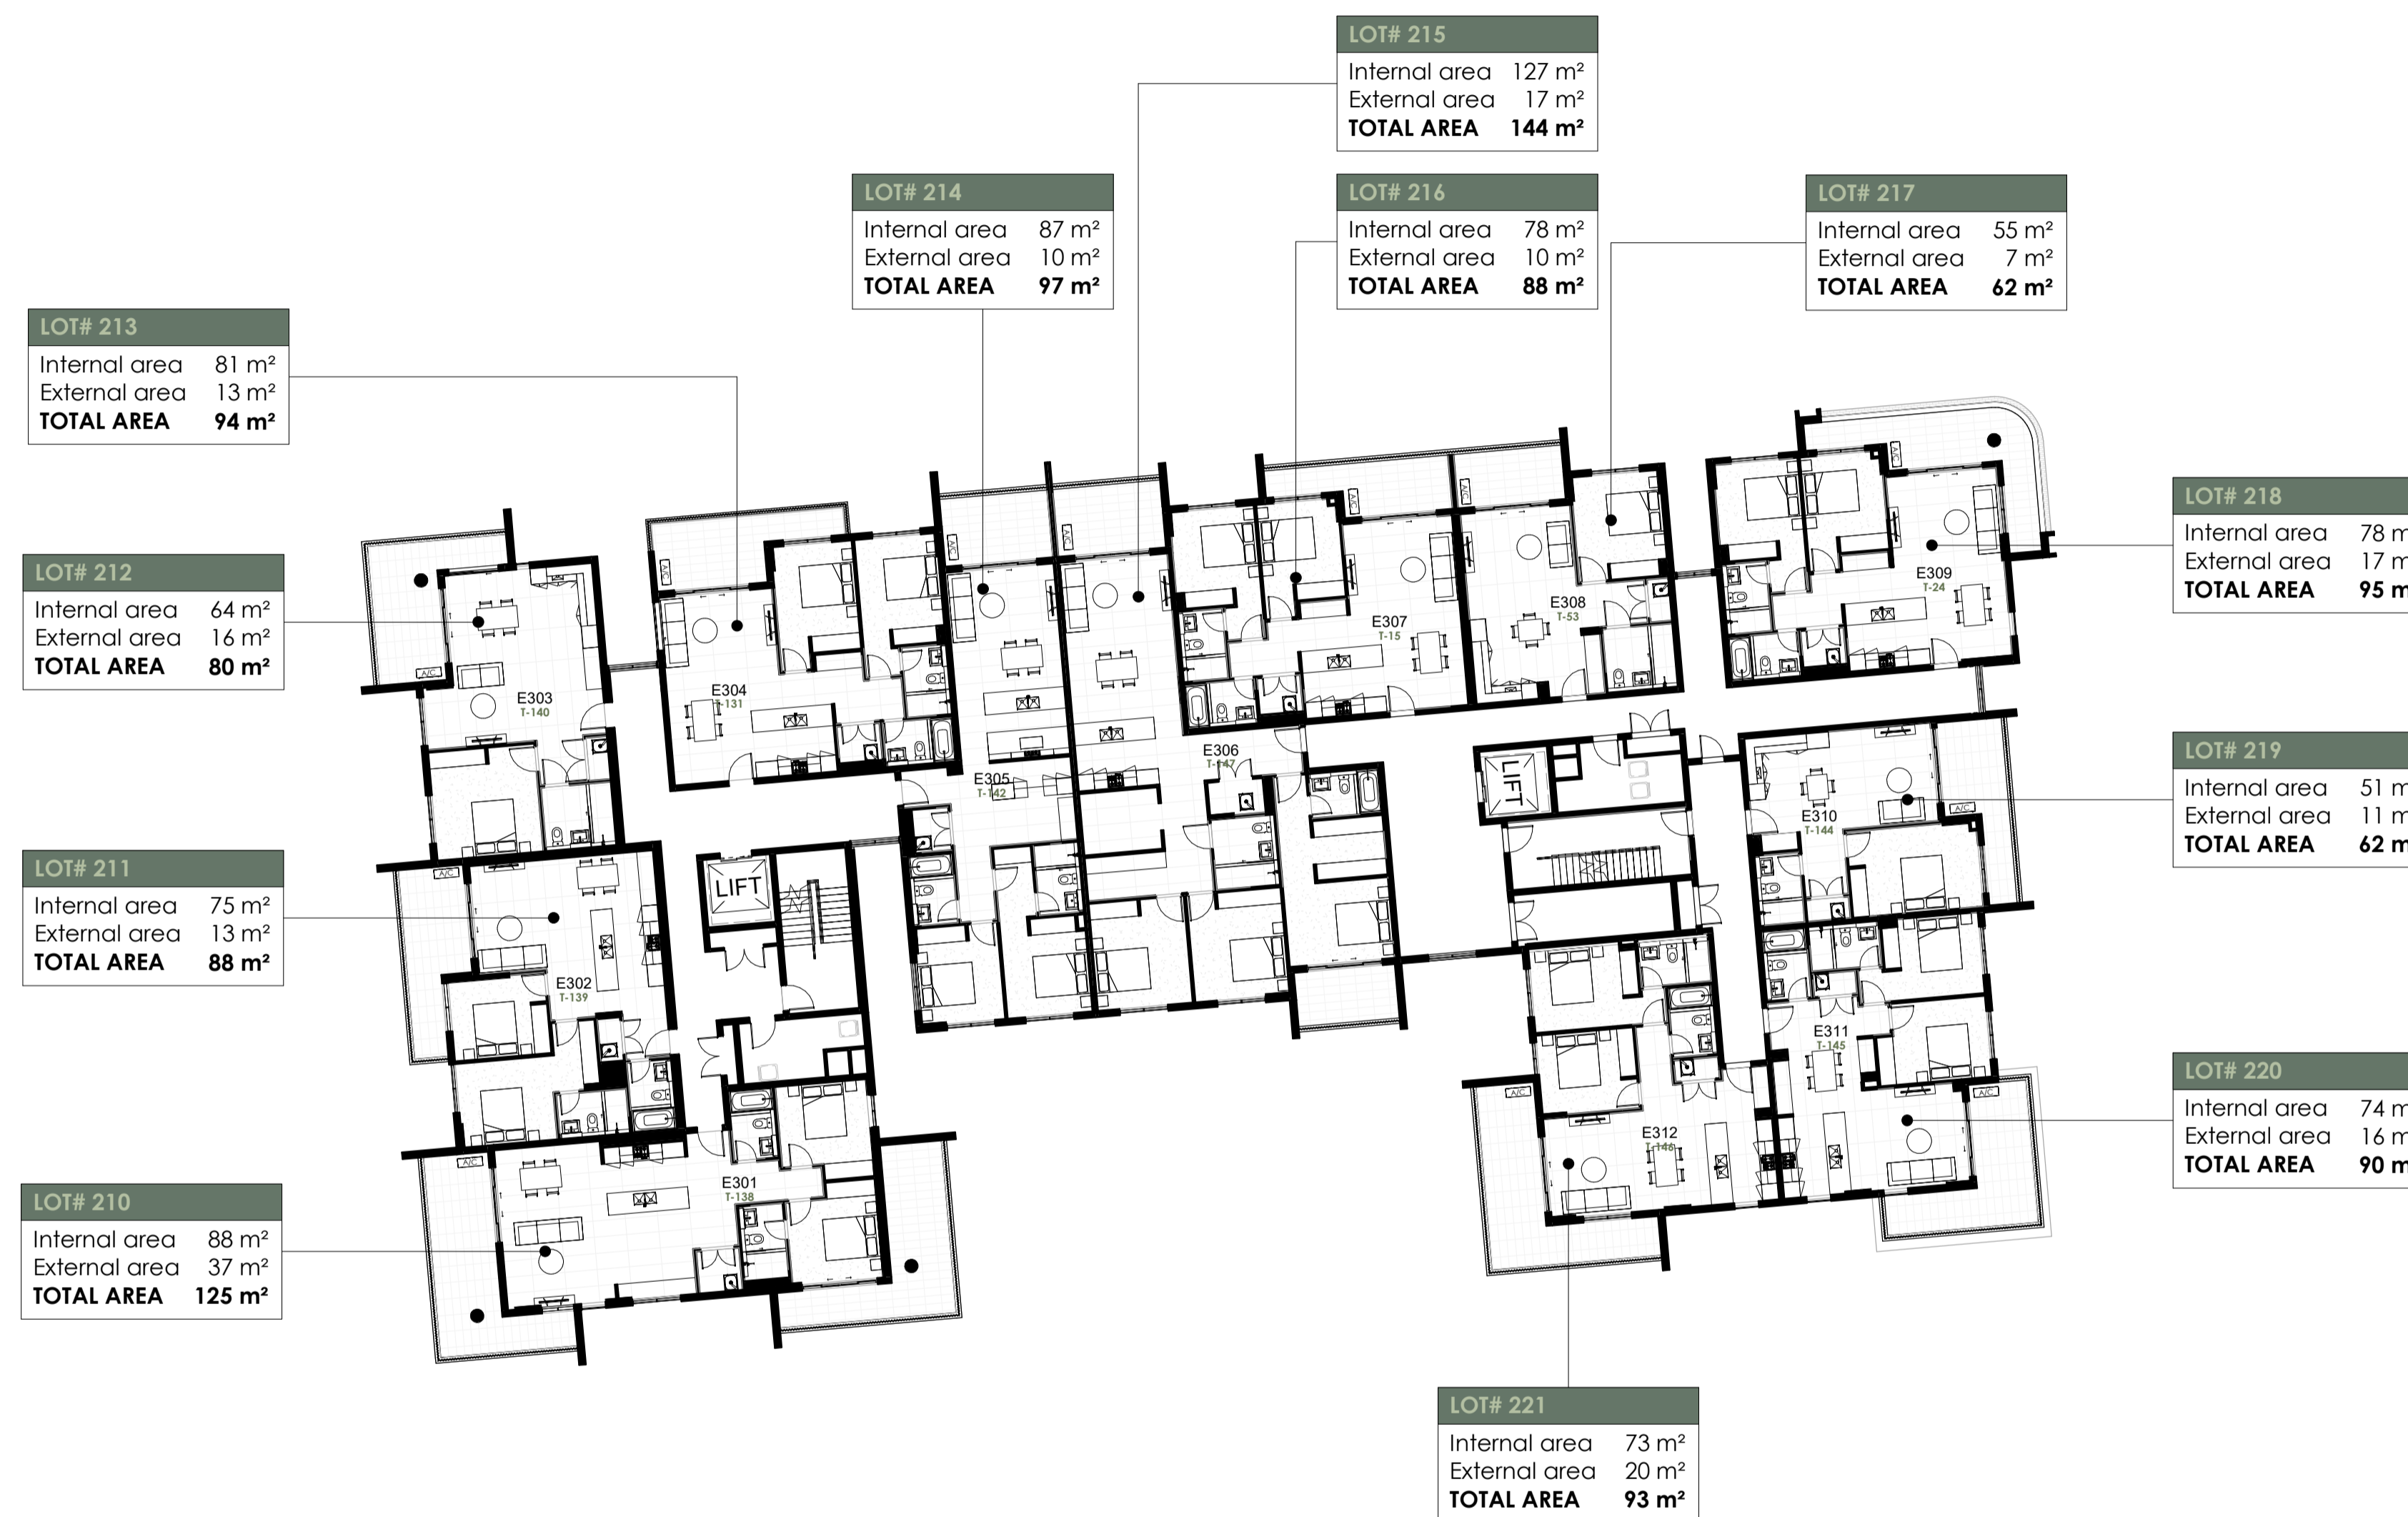 LOT# 215
Internal area 127 m²
External area 17 m²
TOTAL AREA 144 m²
LOT# 214
Internal area 87 m²
External area 10 m²
TOTAL AREA 97 m²
LOT# 216
Internal area 78 m²
External area 10 m²
TOTAL AREA 88 m²
LOT# 217
Internal area 55 m²
External area 7 m²
TOTAL AREA 62 m²
LOT# 213
Internal area 81 m²
External area 13 m²
TOTAL AREA 94 m²
LOT# 218
Internal area 78 m
External area 17 m
TOTAL AREA 95 m
LOT# 212
Internal area 64 m²
External area 16 m²
TOTAL AREA 80 m²
LOT# 219
Internal area 51 m
External area 11 m
TOTAL AREA 62 m
LOT# 211
Internal area 75 m²
External area 13 m²
TOTAL AREA 88 m²
LOT# 220
Internal area 74 m
External area 16 m
TOTAL AREA 90 m
LOT# 210
Internal area 88 m²
External area 37 m²
TOTAL AREA 125 m²
LOT# 221
Internal area 73 m²
External area 20 m²
TOTAL AREA 93 m²
E303
T-140
E304
T-131
E305
T-142
E306
T-147
E307
T-15
E308
T-53
E309
T-24
E310
T-144
E311
T-145
E312
T-146
E302
T-139
E301
T-138
LIFT
LIFT
A/C
A/C
A/C
A/C
A/C
A/C
A/C
A/C
A/C
A/C
A/C
A/C